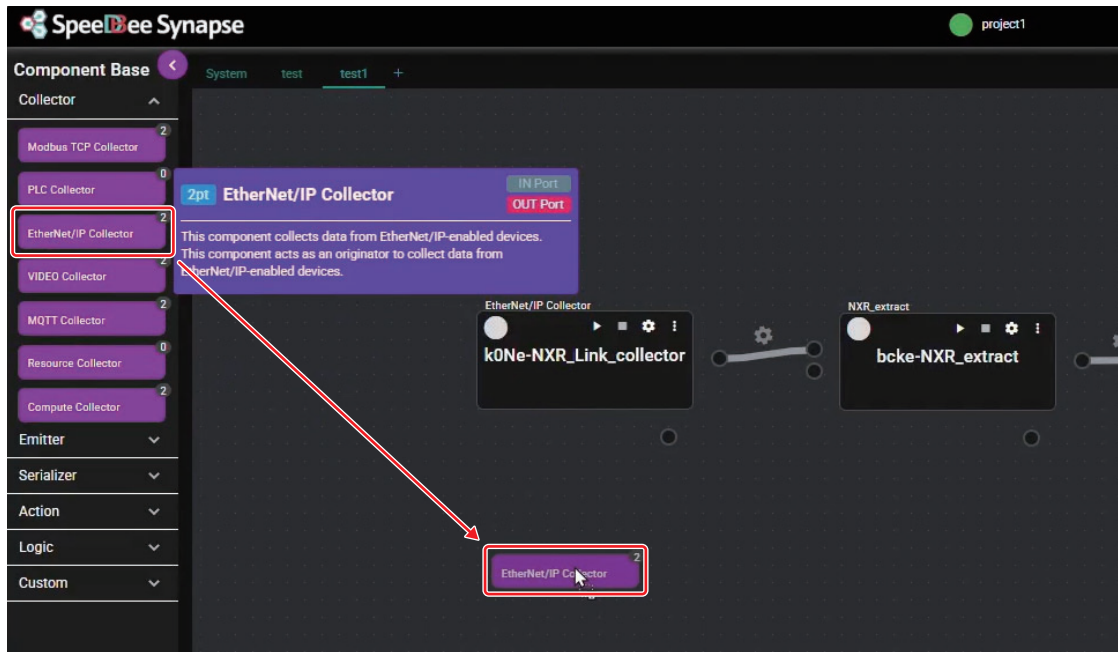 SpeeDBee Synapse
project1
Component Base
System
test
test1
+
Collector
Modbus TCP Collector
2
PLC Collector
0
EtherNet/IP Collector
2
VIDEO Collector
2
MQTT Collector
2
Resource Collector
0
Compute Collector
2
Emitter
Serializer
Action
Logic
Custom
2pt
EtherNet/IP Collector
IN Port
OUT Port
This component collects data from EtherNet/IP-enabled devices.
This component acts as an originator to collect data from
EtherNet/IP-enabled devices.
EtherNet/IP Collector
k0Ne-NXR_Link_collector
NXR_extract
bcke-NXR_extract
EtherNet/IP Collector
2